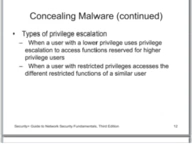 Concealing Malware (continued)
• Types of privilege escalation
– When a user with a lower privilege uses privilege
escalation to access functions reserved for higher
privilege users
– When a user with restricted privileges accesses the
different restricted functions of a similar user
Security+ Guide to Network Security Fundamentals, Third Edition